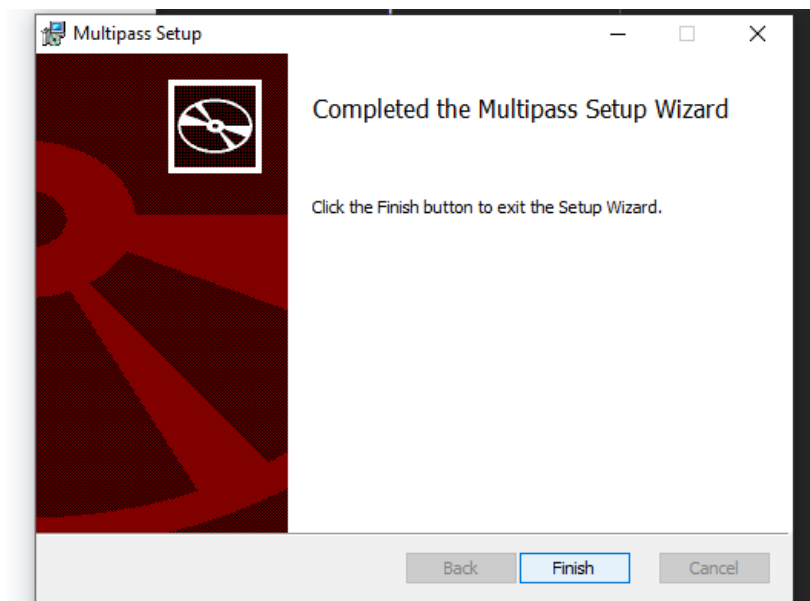 Multipass Setup
Completed the Multipass Setup Wizard
Click the Finish button to exit the Setup Wizard.
Back
Finish
Cancel